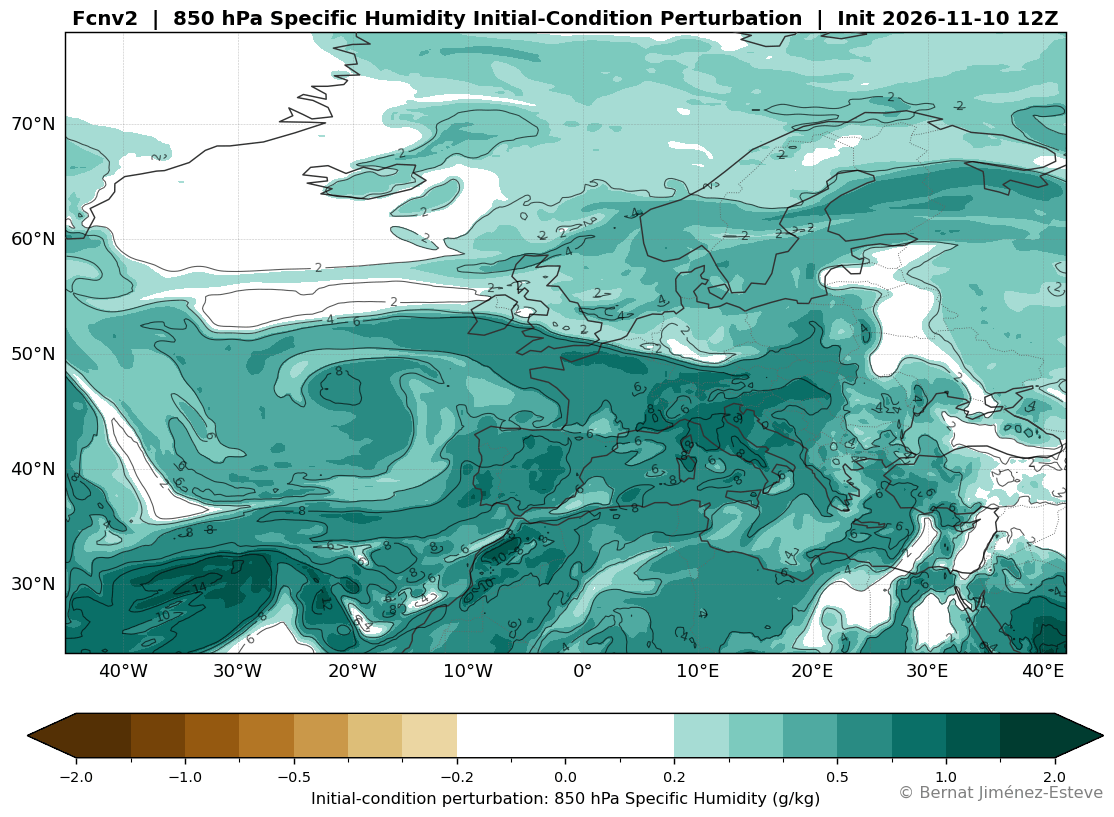 Fcnv2 | 850 hPa Specific Humidity Initial-Condition Perturbation | Init 2026-11-10 12Z
70°N
60°N
50°N
40°N
30°N
40°W 30°W 20°W 10°W 0° 10°E 20°E 30°E 40°E
−2.0 −1.0 −0.5 −0.2 0.0 0.2 0.5 1.0 2.0
Initial-condition perturbation: 850 hPa Specific Humidity (g/kg)
© Bernat Jiménez-Esteve